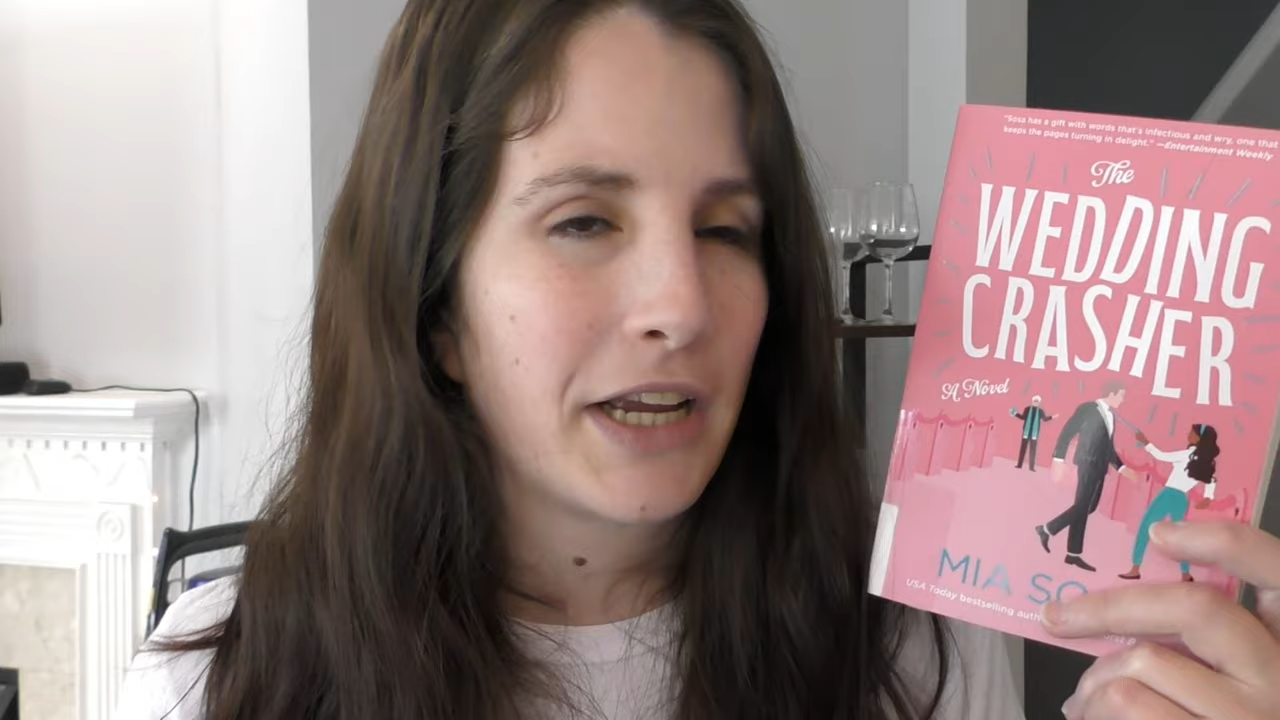 "Sosa has a gift with words that's infectious and wry, one that
keeps the pages turning in delight." —Entertainment Weekly
The
WEDDING
CRASHER
A Novel
MIA SO
USA Today bestselling auth